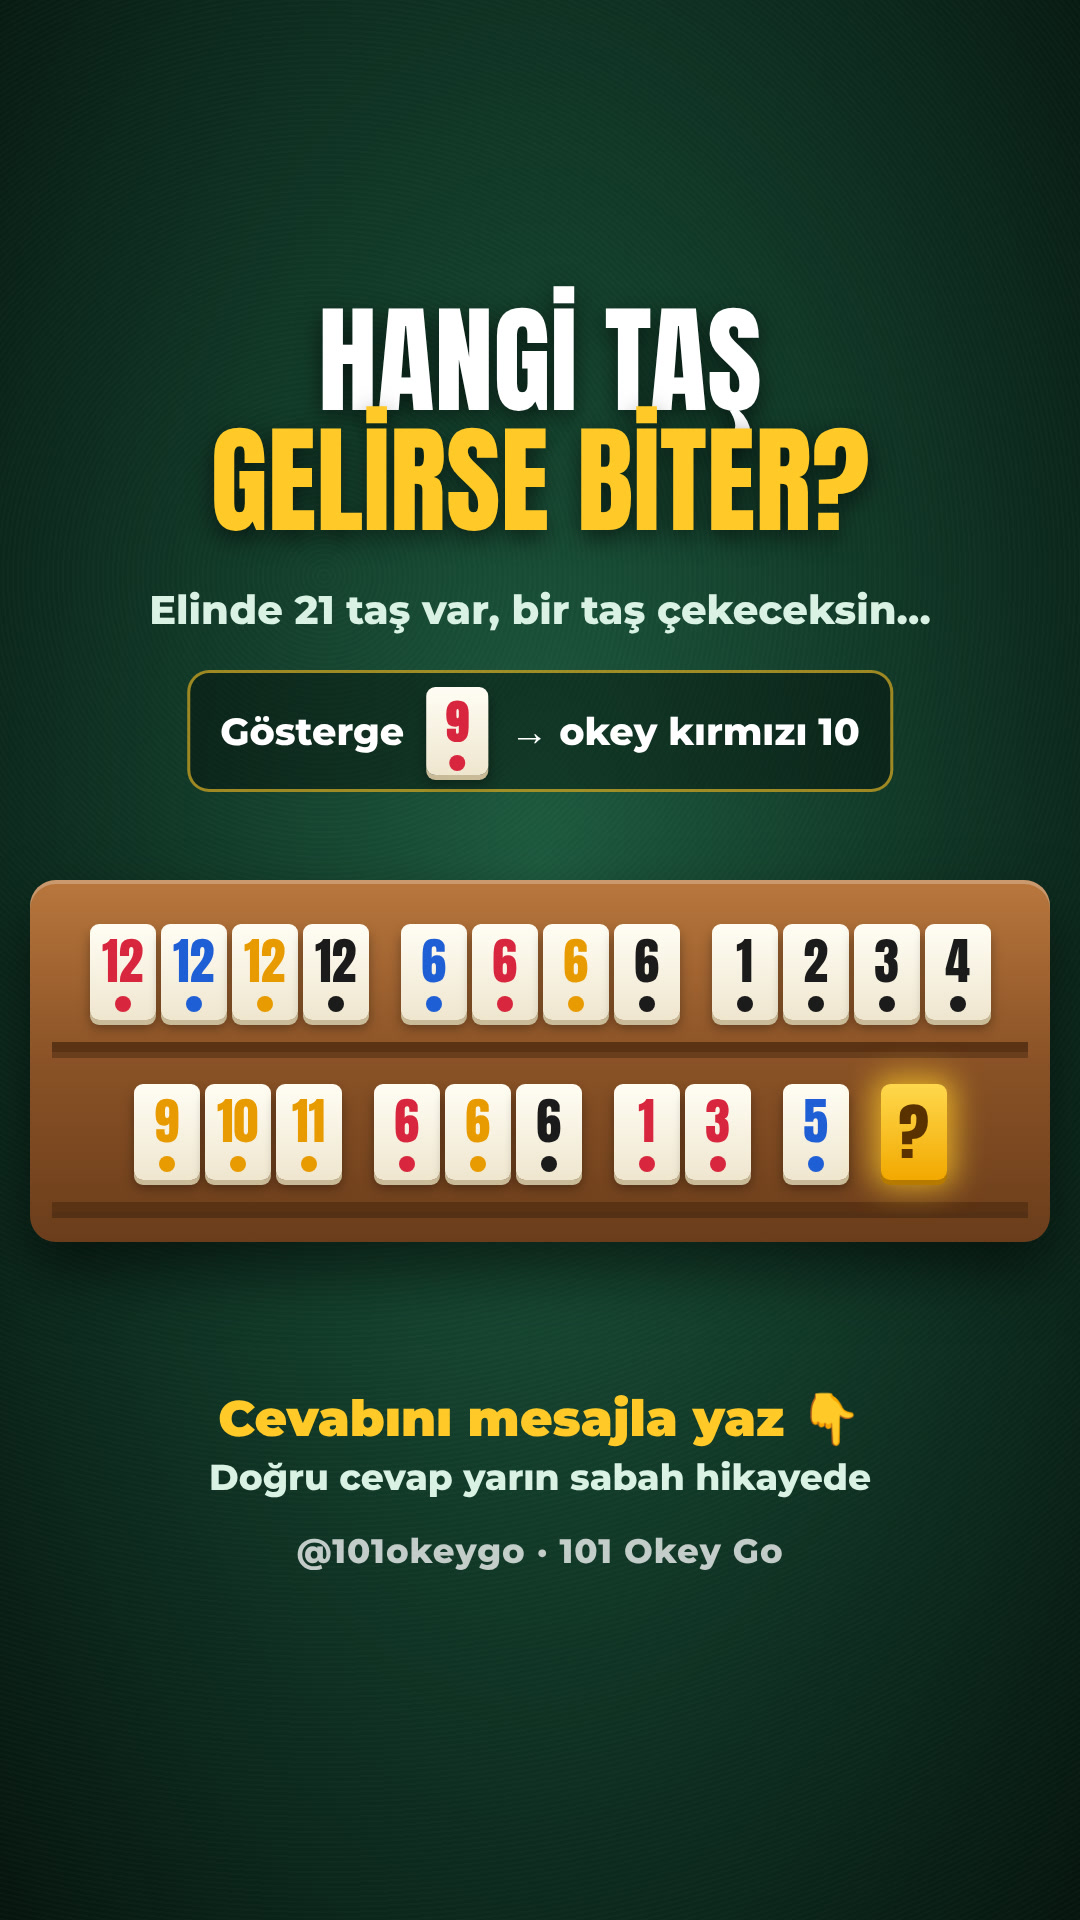 HANGİ TAŞ
GELİRSE BİTER?
Elinde 21 taş var, bir taş çekeceksin...
Gösterge 9 → okey kırmızı 10
12 12 12 12 6 6 6 6 1 2 3 4
9 10 11 6 6 6 1 3 5 ?
Cevabını mesajla yaz 👇
Doğru cevap yarın sabah hikayede
@101okeygo · 101 Okey Go